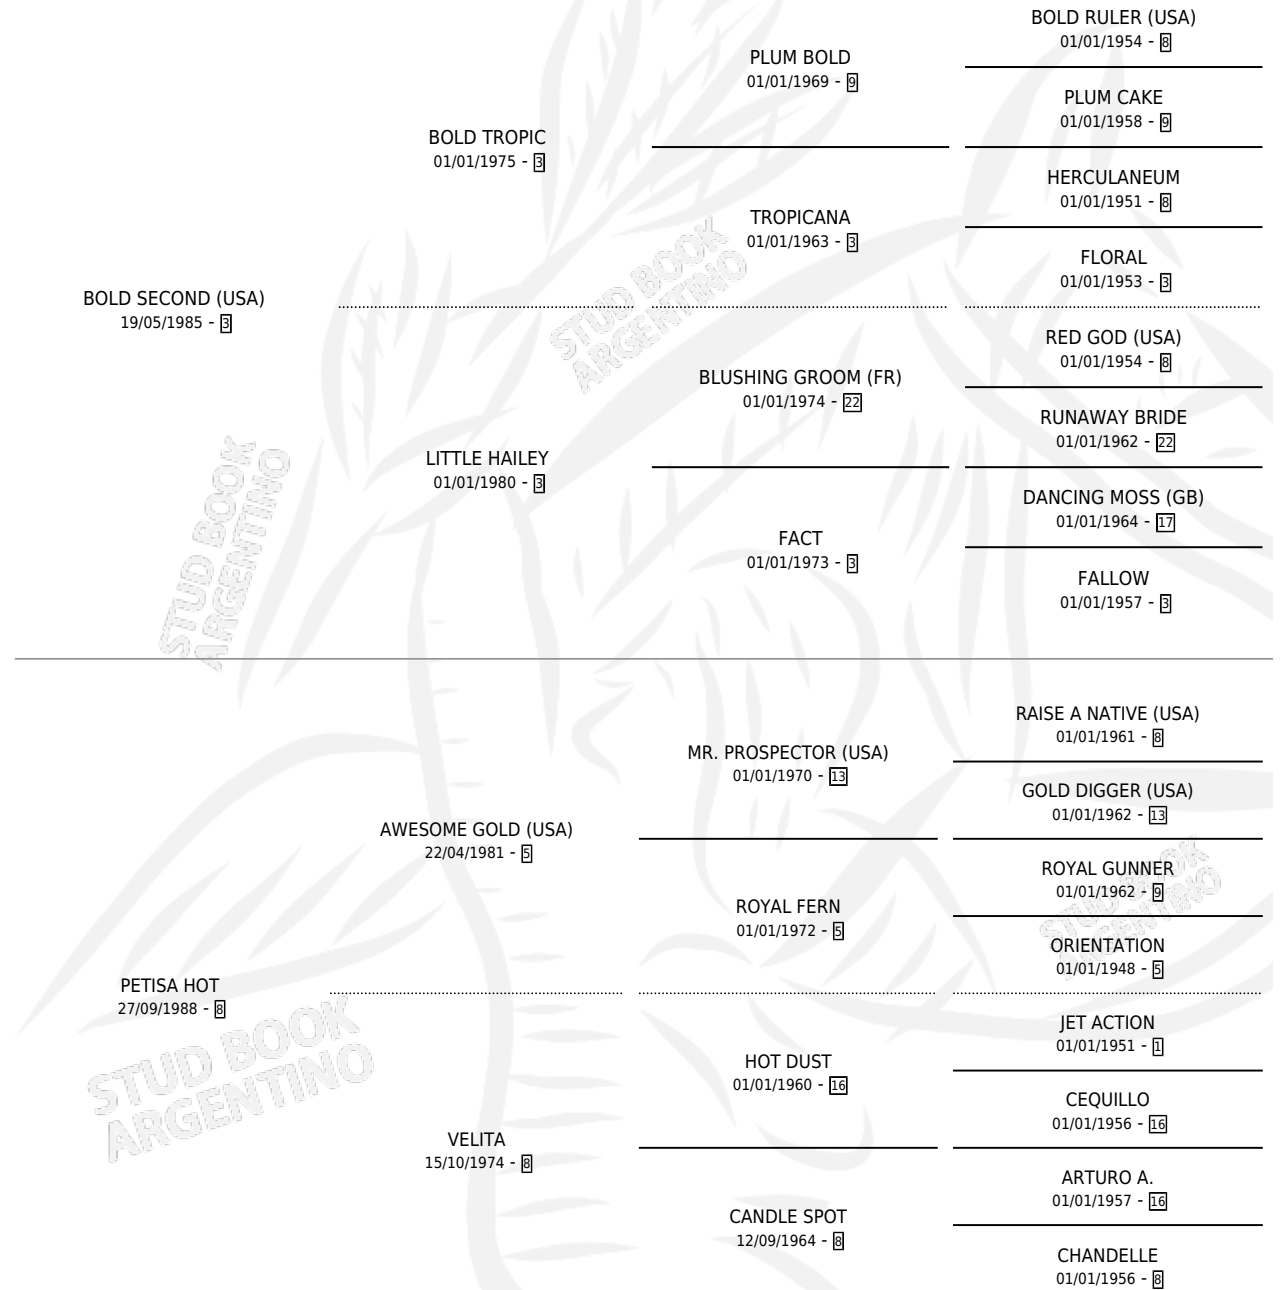 BOLD SECOND (USA)
19/05/1985 - 3
BOLD TROPIC
01/01/1975 - 3
LITTLE HAILEY
01/01/1980 - 3
PLUM BOLD
01/01/1969 - 9
TROPICANA
01/01/1963 - 3
BLUSHING GROOM (FR)
01/01/1974 - 22
FACT
01/01/1973 - 3
BOLD RULER (USA)
01/01/1954 - 8
PLUM CAKE
01/01/1958 - 9
HERCULANEUM
01/01/1951 - 8
FLORAL
01/01/1953 - 3
RED GOD (USA)
01/01/1954 - 8
RUNAWAY BRIDE
01/01/1962 - 22
DANCING MOSS (GB)
01/01/1964 - 17
FALLOW
01/01/1957 - 3
STUD BOOK
ARGENTINO
STUD BOOK
ARGENTINO
PETISA HOT
27/09/1988 - 8
AWESOME GOLD (USA)
22/04/1981 - 5
VELITA
15/10/1974 - 8
MR. PROSPECTOR (USA)
01/01/1970 - 13
ROYAL FERN
01/01/1972 - 5
HOT DUST
01/01/1960 - 16
CANDLE SPOT
12/09/1964 - 8
RAISE A NATIVE (USA)
01/01/1961 - 8
GOLD DIGGER (USA)
01/01/1962 - 13
ROYAL GUNNER
01/01/1962 - 9
ORIENTATION
01/01/1948 - 5
JET ACTION
01/01/1951 - 1
CEQUILLO
01/01/1956 - 16
ARTURO A.
01/01/1957 - 16
CHANDELLE
01/01/1956 - 8
STUD BOOK
ARGENTINO
STUD BOOK
ARGENTINO